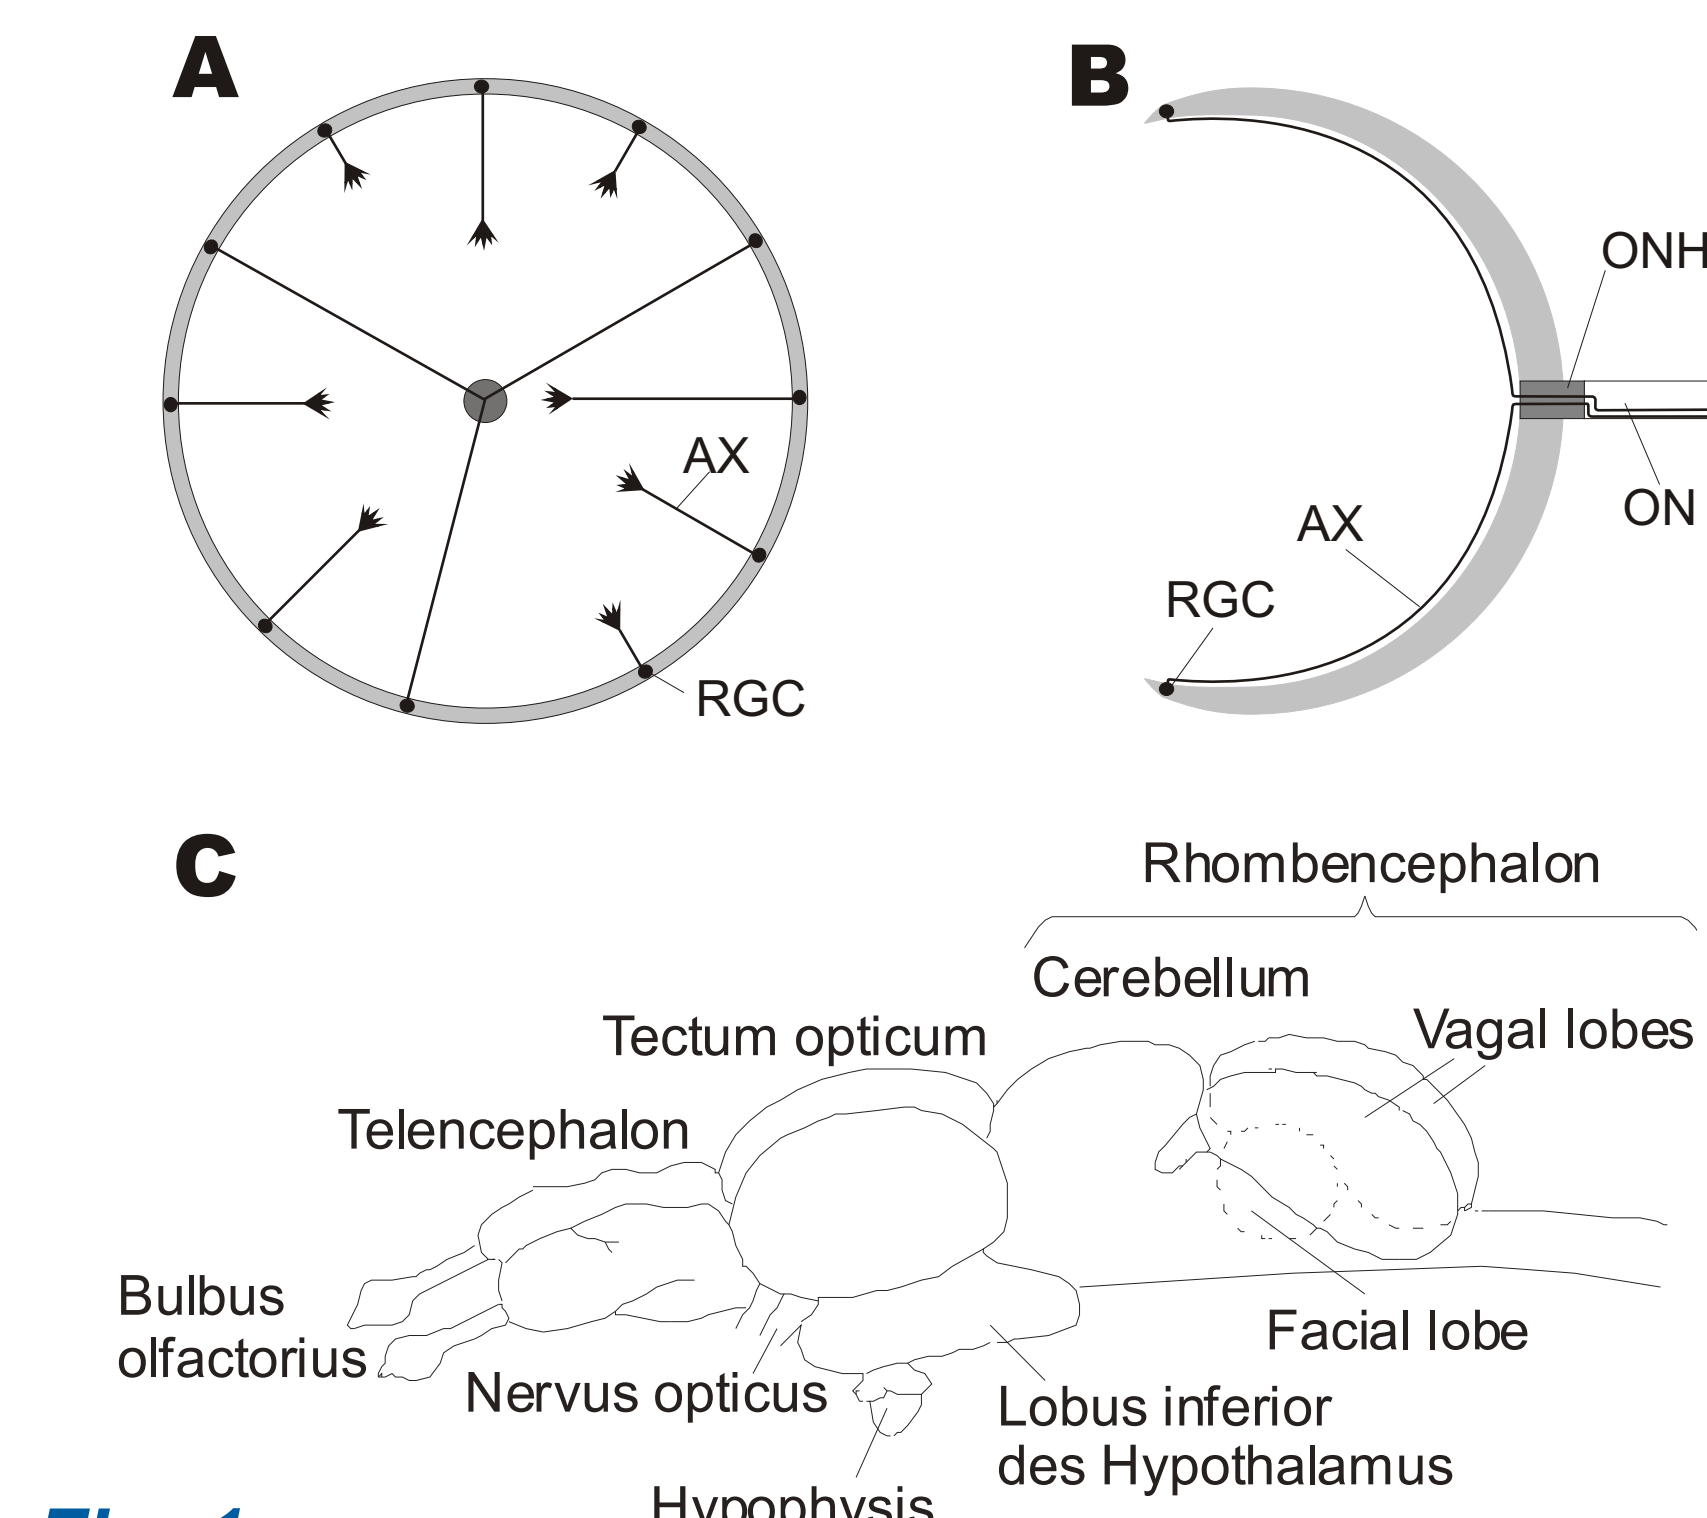 A
B
ONH
AX
ON
AX
RGC
RGC
C
Rhombencephalon
Cerebellum
Vagal lobes
Tectum opticum
Telencephalon
Bulbus
olfactorius
Facial lobe
Nervus opticus
Lobus inferior
des Hypothalamus
Hypophysis